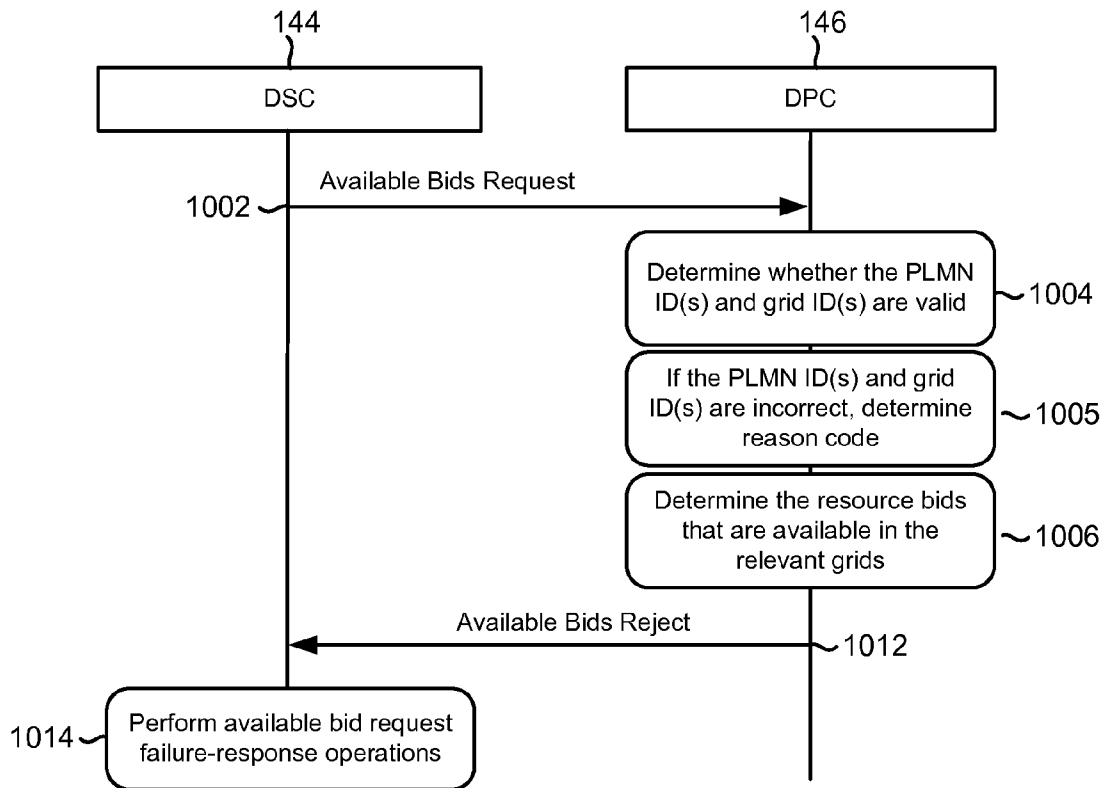 144
146
DSC
DPC
Available Bids Request
1002
Determine whether the PLMN
ID(s) and grid ID(s) are valid
1004
If the PLMN ID(s) and grid
ID(s) are incorrect, determine
reason code
1005
Determine the resource bids
that are available in the
relevant grids
1006
Available Bids Reject
1012
1014
Perform available bid request
failure-response operations